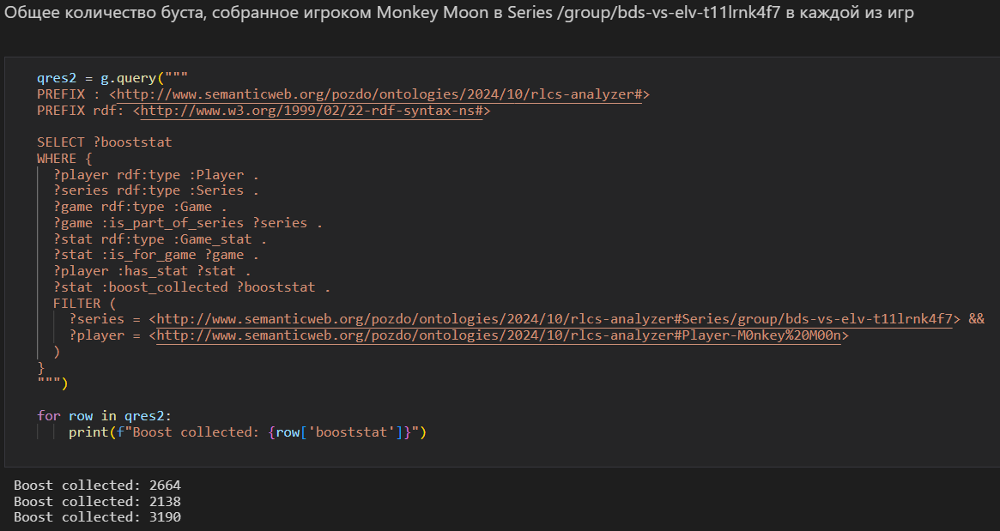 Общее количество буста, собранное игроком Monkey Moon в Series /group/bds-vs-elv-t11lrnk4f7 в каждой из игр
qres2 = g.query("""
PREFIX : <http://www.semanticweb.org/pozdo/ontologies/2024/10/rlcs-analyzer#>
PREFIX rdf: <http://www.w3.org/1999/02/22-rdf-syntax-ns#>
SELECT ?booststat
WHERE {
?player rdf:type :Player .
?series rdf:type :Series .
?game rdf:type :Game .
?game :is_part_of_series ?series .
?stat rdf:type :Game_stat .
?stat :is_for_game ?game .
?player :has_stat ?stat .
?stat :boost_collected ?booststat .
FILTER (
?series = <http://www.semanticweb.org/pozdo/ontologies/2024/10/rlcs-analyzer#Series/group/bds-vs-elv-t11lrnk4f7> &&
?player = <http://www.semanticweb.org/pozdo/ontologies/2024/10/rlcs-analyzer#Player-M0nkey%20M00n>
)
}
""")
for row in qres2:
print(f"Boost collected: {row['booststat']}")
Boost collected: 2664
Boost collected: 2138
Boost collected: 3190